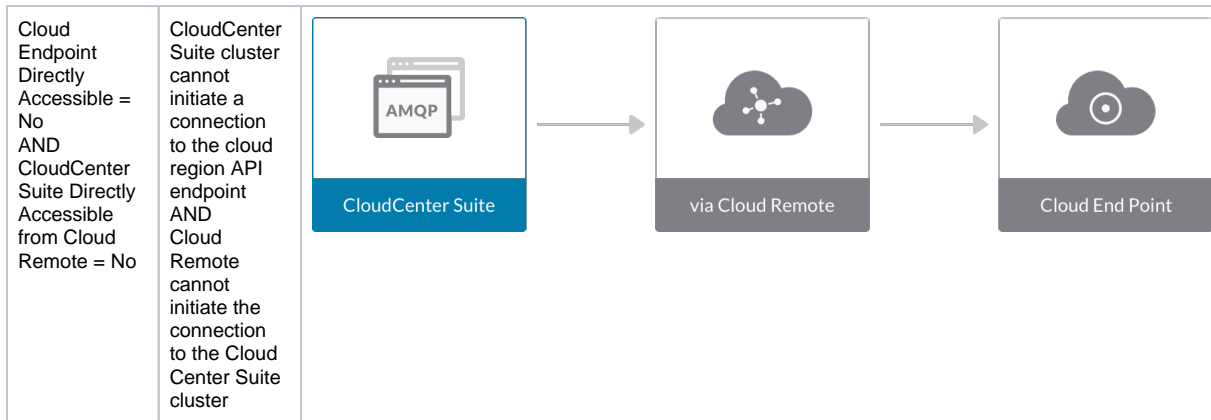 Cloud
Endpoint
Directly
Accessible =
No
AND
CloudCenter
Suite Directly
Accessible
from Cloud
Remote = No
CloudCenter
Suite cluster
cannot
initiate a
connection
to the cloud
region API
endpoint
AND
Cloud
Remote
cannot
initiate the
connection
to the Cloud
Center Suite
cluster
AMQP
CloudCenter Suite
via Cloud Remote
Cloud End Point